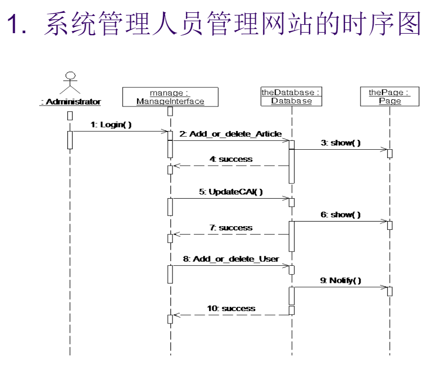 1. 系统管理人员管理网站的时序图
: Administrator
manage :
ManageInterface
theDatabase :
Database
thePage :
Page
1: Login( )
2: Add_or_delete_Article
3: show( )
4: success
5: UpdateCAI( )
6: show( )
7: success
8: Add_or_delete_User
9: Notify( )
10: success